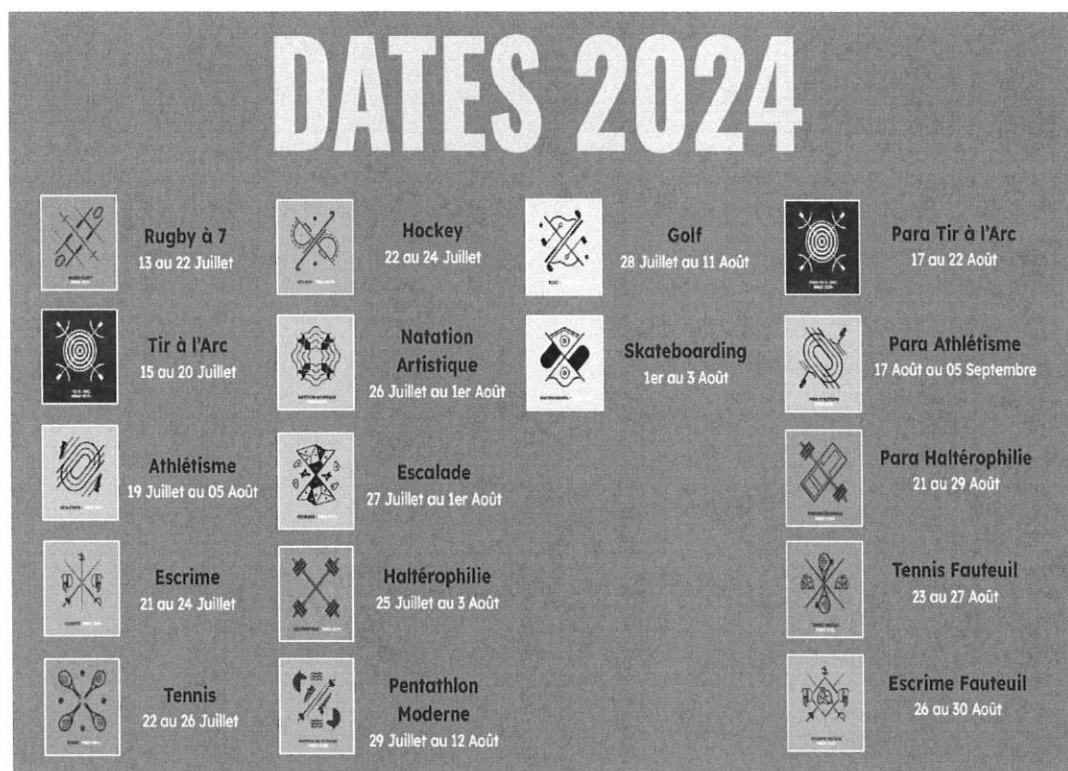 DATES 2024
Rugby à 7
13 au 22 Juillet
Tir à l'Arc
15 au 20 Juillet
Athlétisme
19 Juillet au 05 Août
Escrime
21 au 24 Juillet
Tennis
22 au 26 Juillet
Hockey
22 au 24 Juillet
Natation
Artistique
26 Juillet au 1er Août
Escalade
27 Juillet au 1er Août
Haltérophilie
25 Juillet au 3 Août
Pentathlon
Moderne
29 Juillet au 12 Août
Golf
28 Juillet au 11 Août
Skateboarding
1er au 3 Août
Para Tir à l'Arc
17 au 22 Août
Para Athlétisme
17 Août au 05 Septembre
Para Haltérophilie
21 au 29 Août
Tennis Fauteuil
23 au 27 Août
Escrime Fauteuil
26 au 30 Août